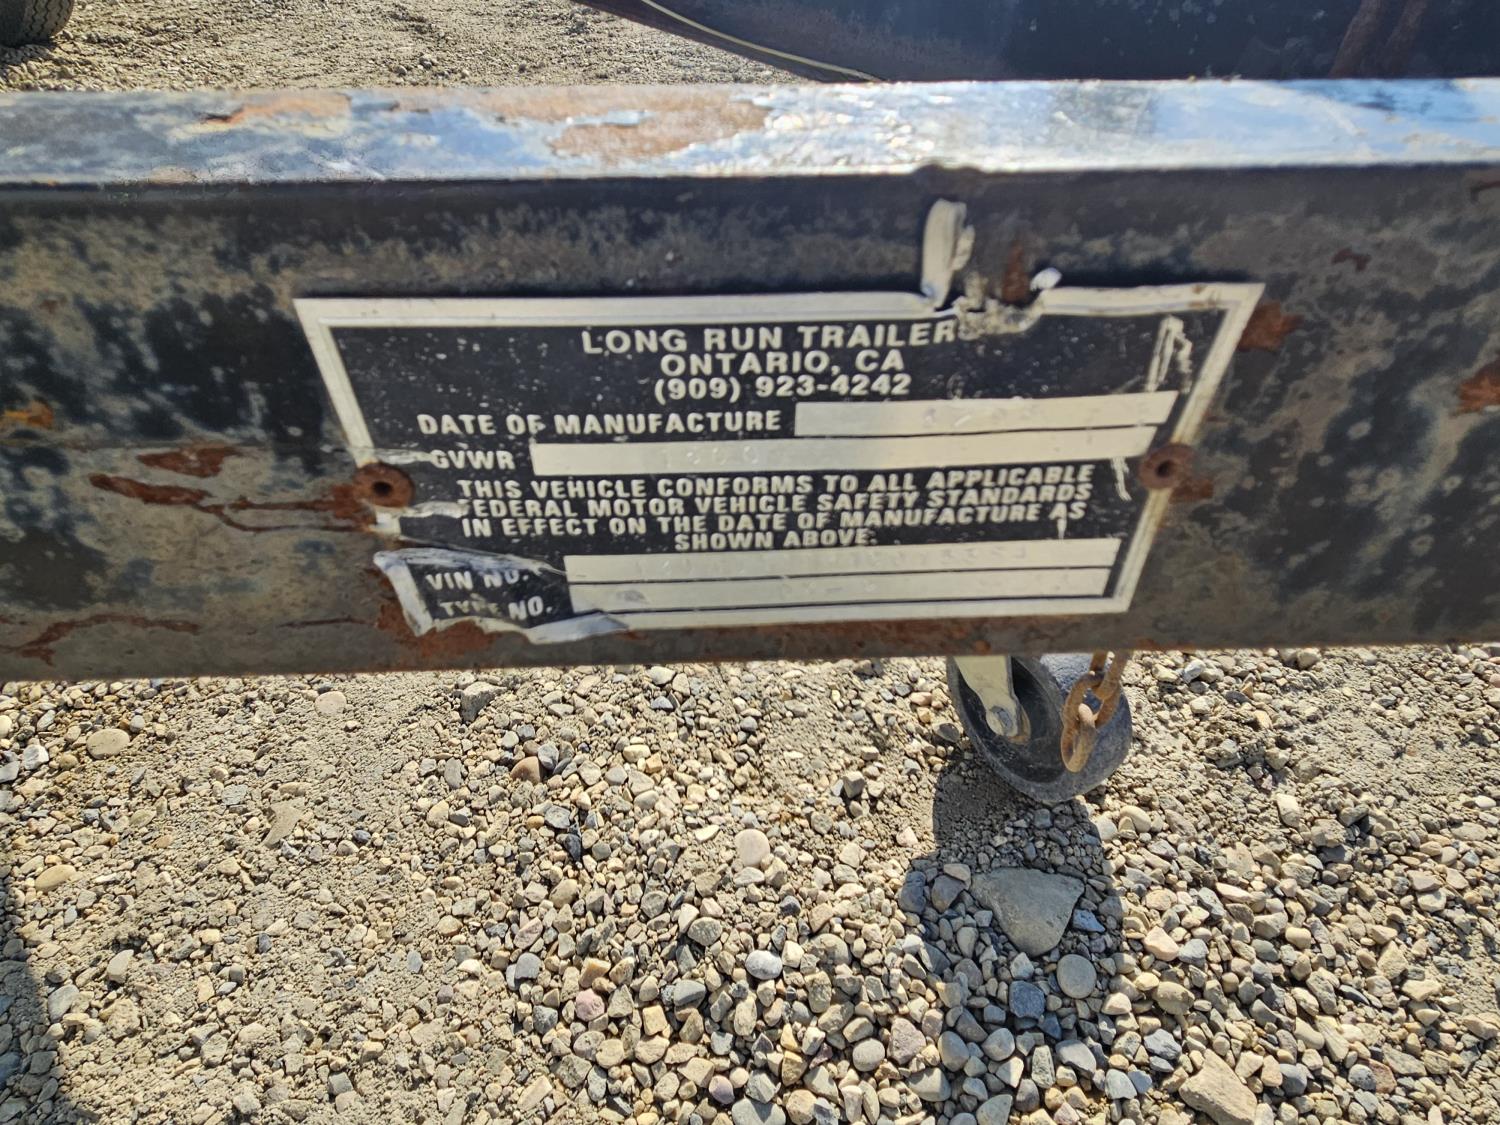 LONG RUN TRAILERS
ONTARIO, CA
(909) 923-4242
DATE OF MANUFACTURE
GVWR
THIS VEHICLE CONFORMS TO ALL APPLICABLE
FEDERAL MOTOR VEHICLE SAFETY STANDARDS
IN EFFECT ON THE DATE OF MANUFACTURE AS
SHOWN ABOVE.
VIN NO.
TYPE NO.